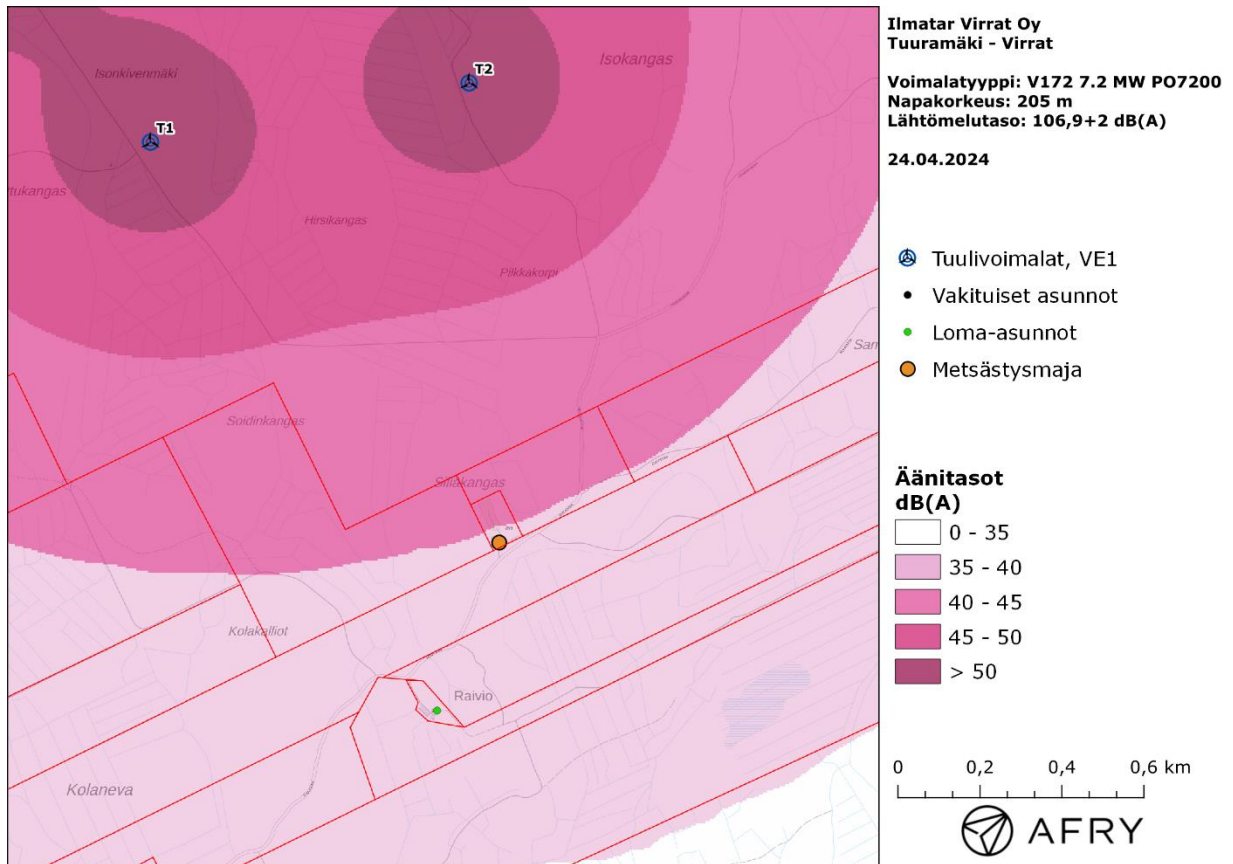 Ilmatar Virrat Oy
Tuuramäki - Virrat
Voimalatyyppi: V172 7.2 MW PO7200
Napakorkeus: 205 m
Lähtömelutaso: 106,9+2 dB(A)
24.04.2024
Tuulivoimalat, VE1
Vakituiset asunnot
Loma-asunnot
Metsästysmaja
Äänitasot
dB(A)
0 - 35
35 - 40
40 - 45
45 - 50
> 50
0 0,2 0,4 0,6 km
AFRY
Isokangas
T2
Isonkivenmäki
T1
ttukangas
Hirsikangas
Pilkkakorpi
San
Soidinkangas
Silläkangas
Kolakalliot
Raivio
Kolaneva